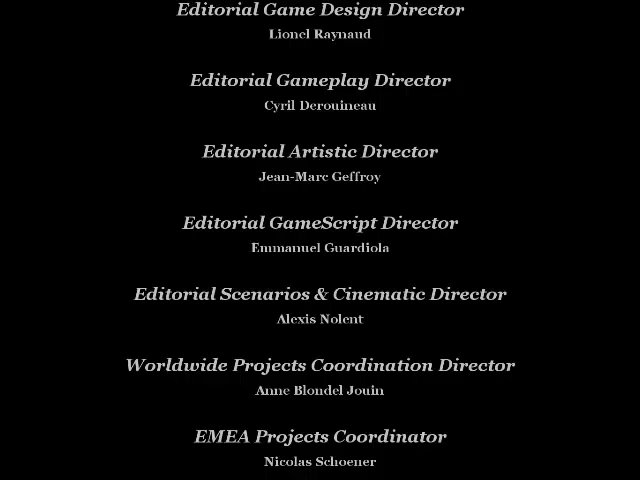 Editorial Game Design Director
Lionel Raynaud
Editorial Gameplay Director
Cyril Derouineau
Editorial Artistic Director
Jean-Marc Geffroy
Editorial GameScript Director
Emmanuel Guardiola
Editorial Scenarios & Cinematic Director
Alexis Nolent
Worldwide Projects Coordination Director
Anne Blondel Jouin
EMEA Projects Coordinator
Nicolas Schoener